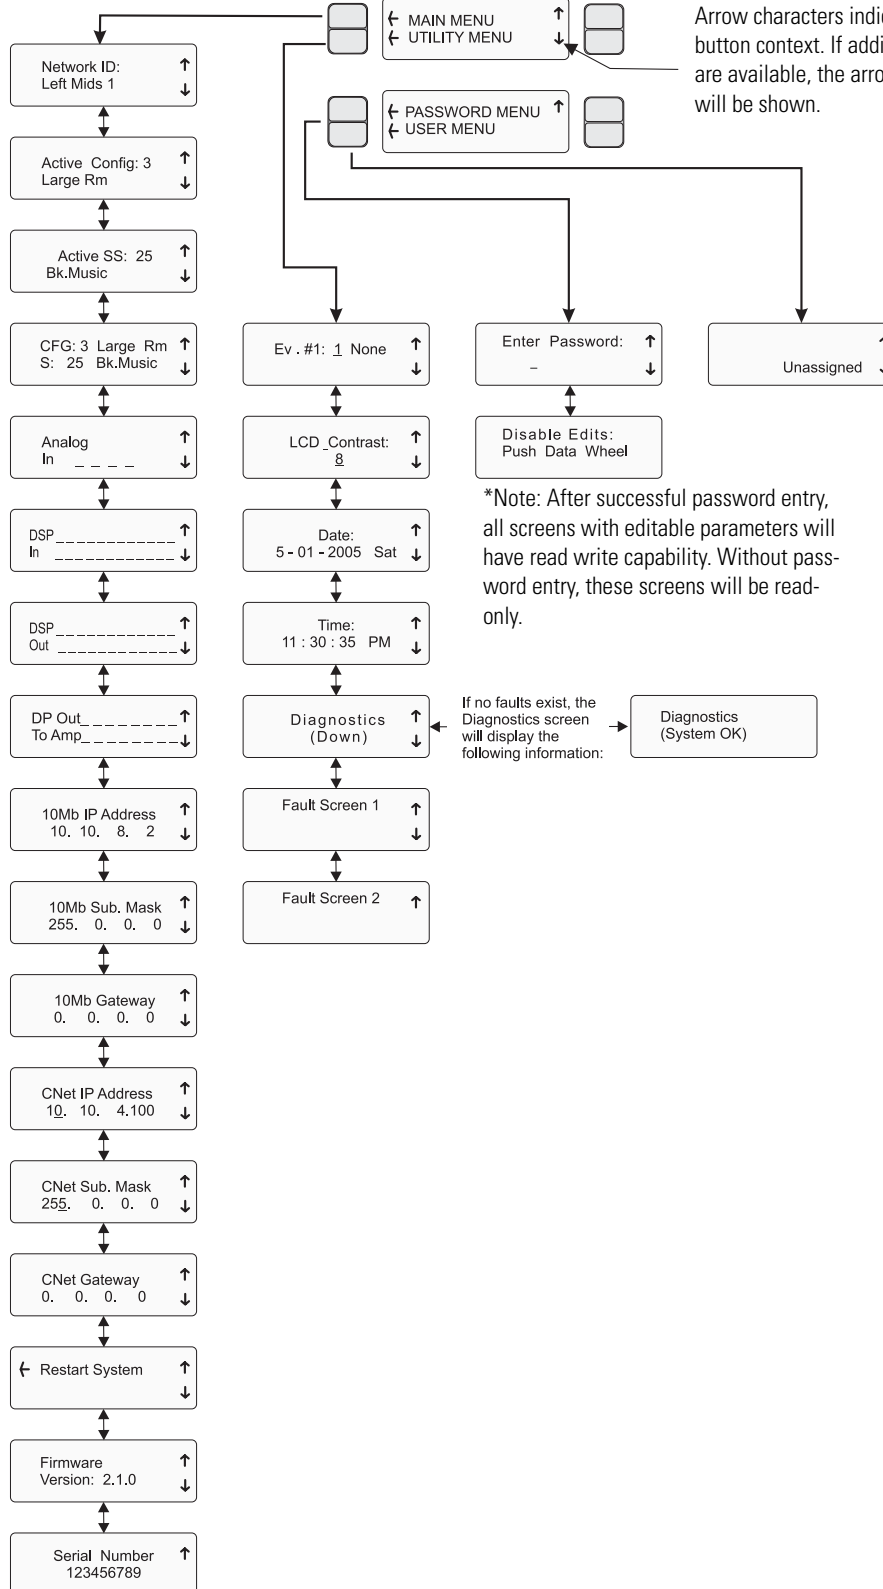 ← MAIN MENU ↑
← UTILITY MENU ↓
Arrow characters
button context. If
are available, the
will be shown.
← PASSWORD MENU ↑
← USER MENU
Network ID: ↑
Left Mids 1 ↓
Active Config: 3 ↑
Large Rm ↓
Active SS: 25 ↑
Bk.Music ↓
CFG: 3 Large Rm ↑
S: 25 Bk.Music ↓
Analog ↑
In _ _ _ _ ↓
DSP _ _ _ _ _ _ _ _ _ _ _ _ ↑
In _ _ _ _ _ _ _ _ _ _ _ _ ↓
DSP _ _ _ _ _ _ _ _ _ _ _ _ ↑
Out _ _ _ _ _ _ _ _ _ _ _ _ ↓
DP Out _ _ _ _ _ _ _ _ ↑
To Amp _ _ _ _ _ _ _ _ ↓
10Mb IP Address ↑
10. 10. 8. 2 ↓
10Mb Sub. Mask ↑
255. 0. 0. 0 ↓
10Mb Gateway ↑
0. 0. 0. 0 ↓
CNet IP Address ↑
10. 10. 4.100 ↓
CNet Sub. Mask ↑
255. 0. 0. 0 ↓
CNet Gateway ↑
0. 0. 0. 0 ↓
← Restart System ↑
↓
Firmware ↑
Version: 2.1.0 ↓
Serial Number ↑
123456789
Ev . #1: 1 None ↑
↓
LCD _Contrast: ↑
8 ↓
Date: ↑
5 - 01 - 2005 Sat ↓
Time: ↑
11 : 30 : 35 PM ↓
Diagnostics ↑
(Down) ↓
Fault Screen 1 ↑
↓
Fault Screen 2 ↑
If no faults exist, the
Diagnostics screen
will display the
following information:
Diagnostics
(System OK)
Enter Password: ↑
_ ↓
Disable Edits:
Push Data Wheel
*Note: After successful password entry,
all screens with editable parameters will
have read write capability. Without pass-
word entry, these screens will be read-
only.
Unassigned